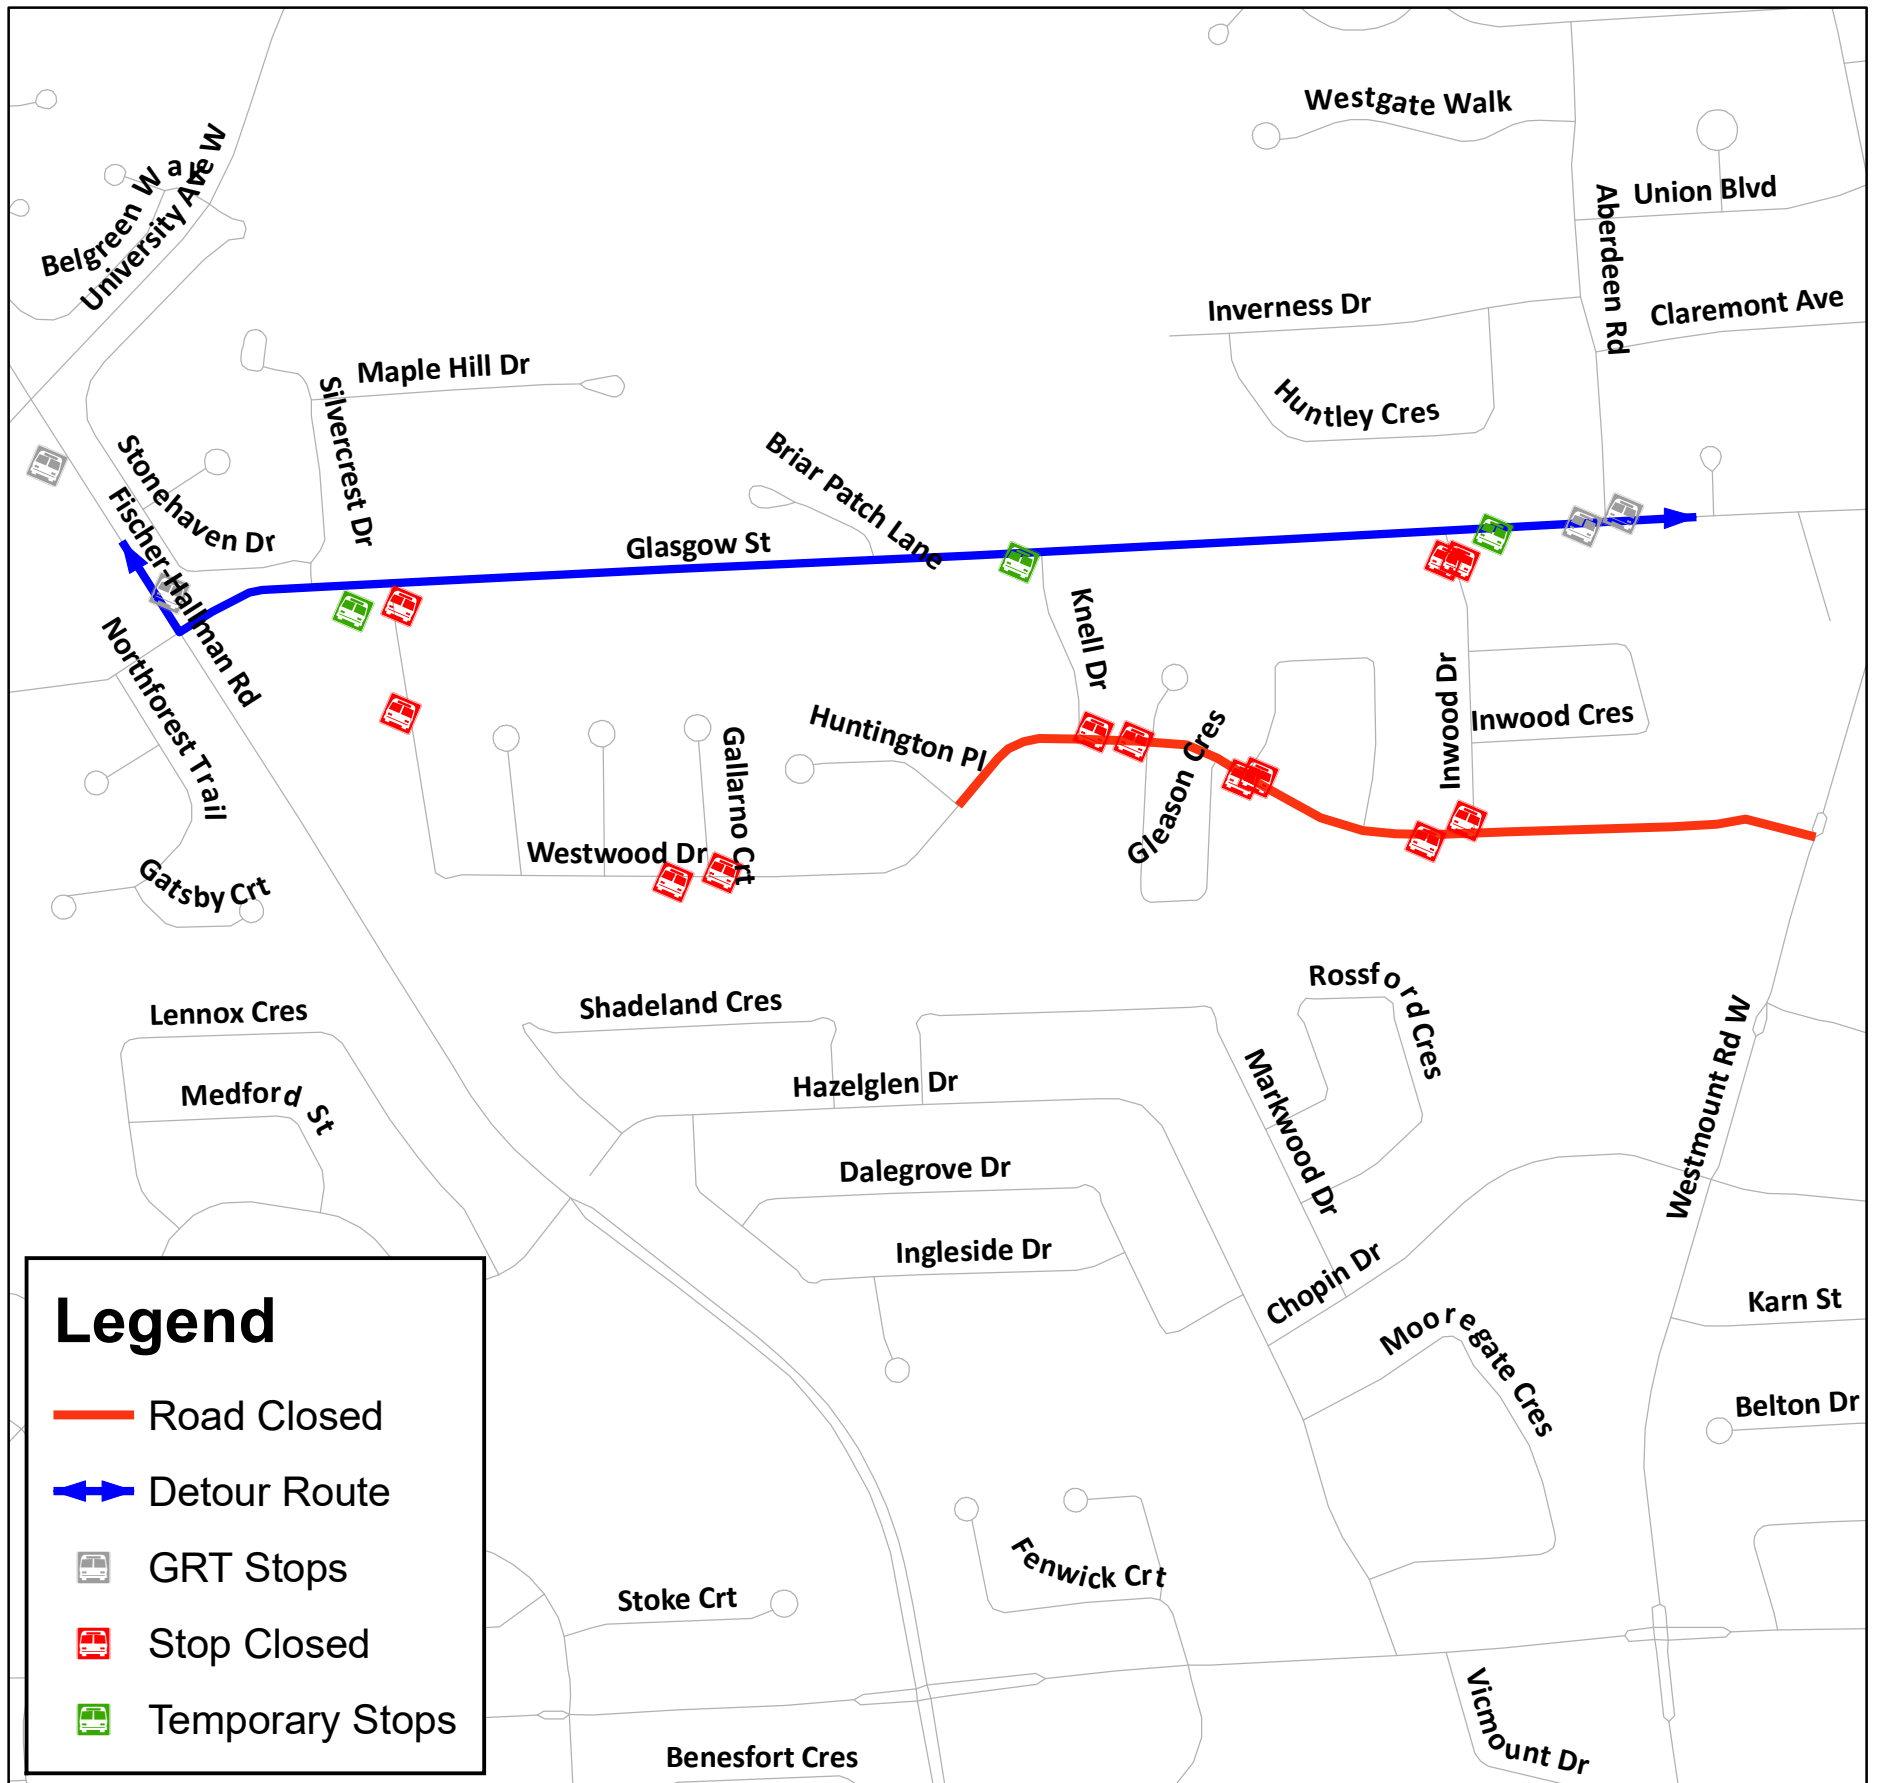 Westgate Walk
Belgreen Way
University Ave W
Union Blvd
Aberdeen Rd
Inverness Dr
Claremont Ave
Maple Hill Dr
Silvercrest Dr
Huntley Cres
Stonehaven Dr
Briar Patch Lane
Fischer-Hallman Rd
Glasgow St
Knell Dr
Northforest Trail
Inwood Dr
Inwood Cres
Huntington Pl
Gallarno Crt
Gleason Cres
Westwood Dr
Gatsby Crt
Rossford Cres
Shadeland Cres
Lennox Cres
Westmount Rd W
Hazelglen Dr
Markwood Dr
Medford St
Dalegrove Dr
Ingleside Dr
Chopin Dr
Karn St
Mooregate Cres
Belton Dr
Fenwick Crt
Stoke Crt
Vicmount Dr
Benesfort Cres
Legend
Road Closed
Detour Route
GRT Stops
Stop Closed
Temporary Stops